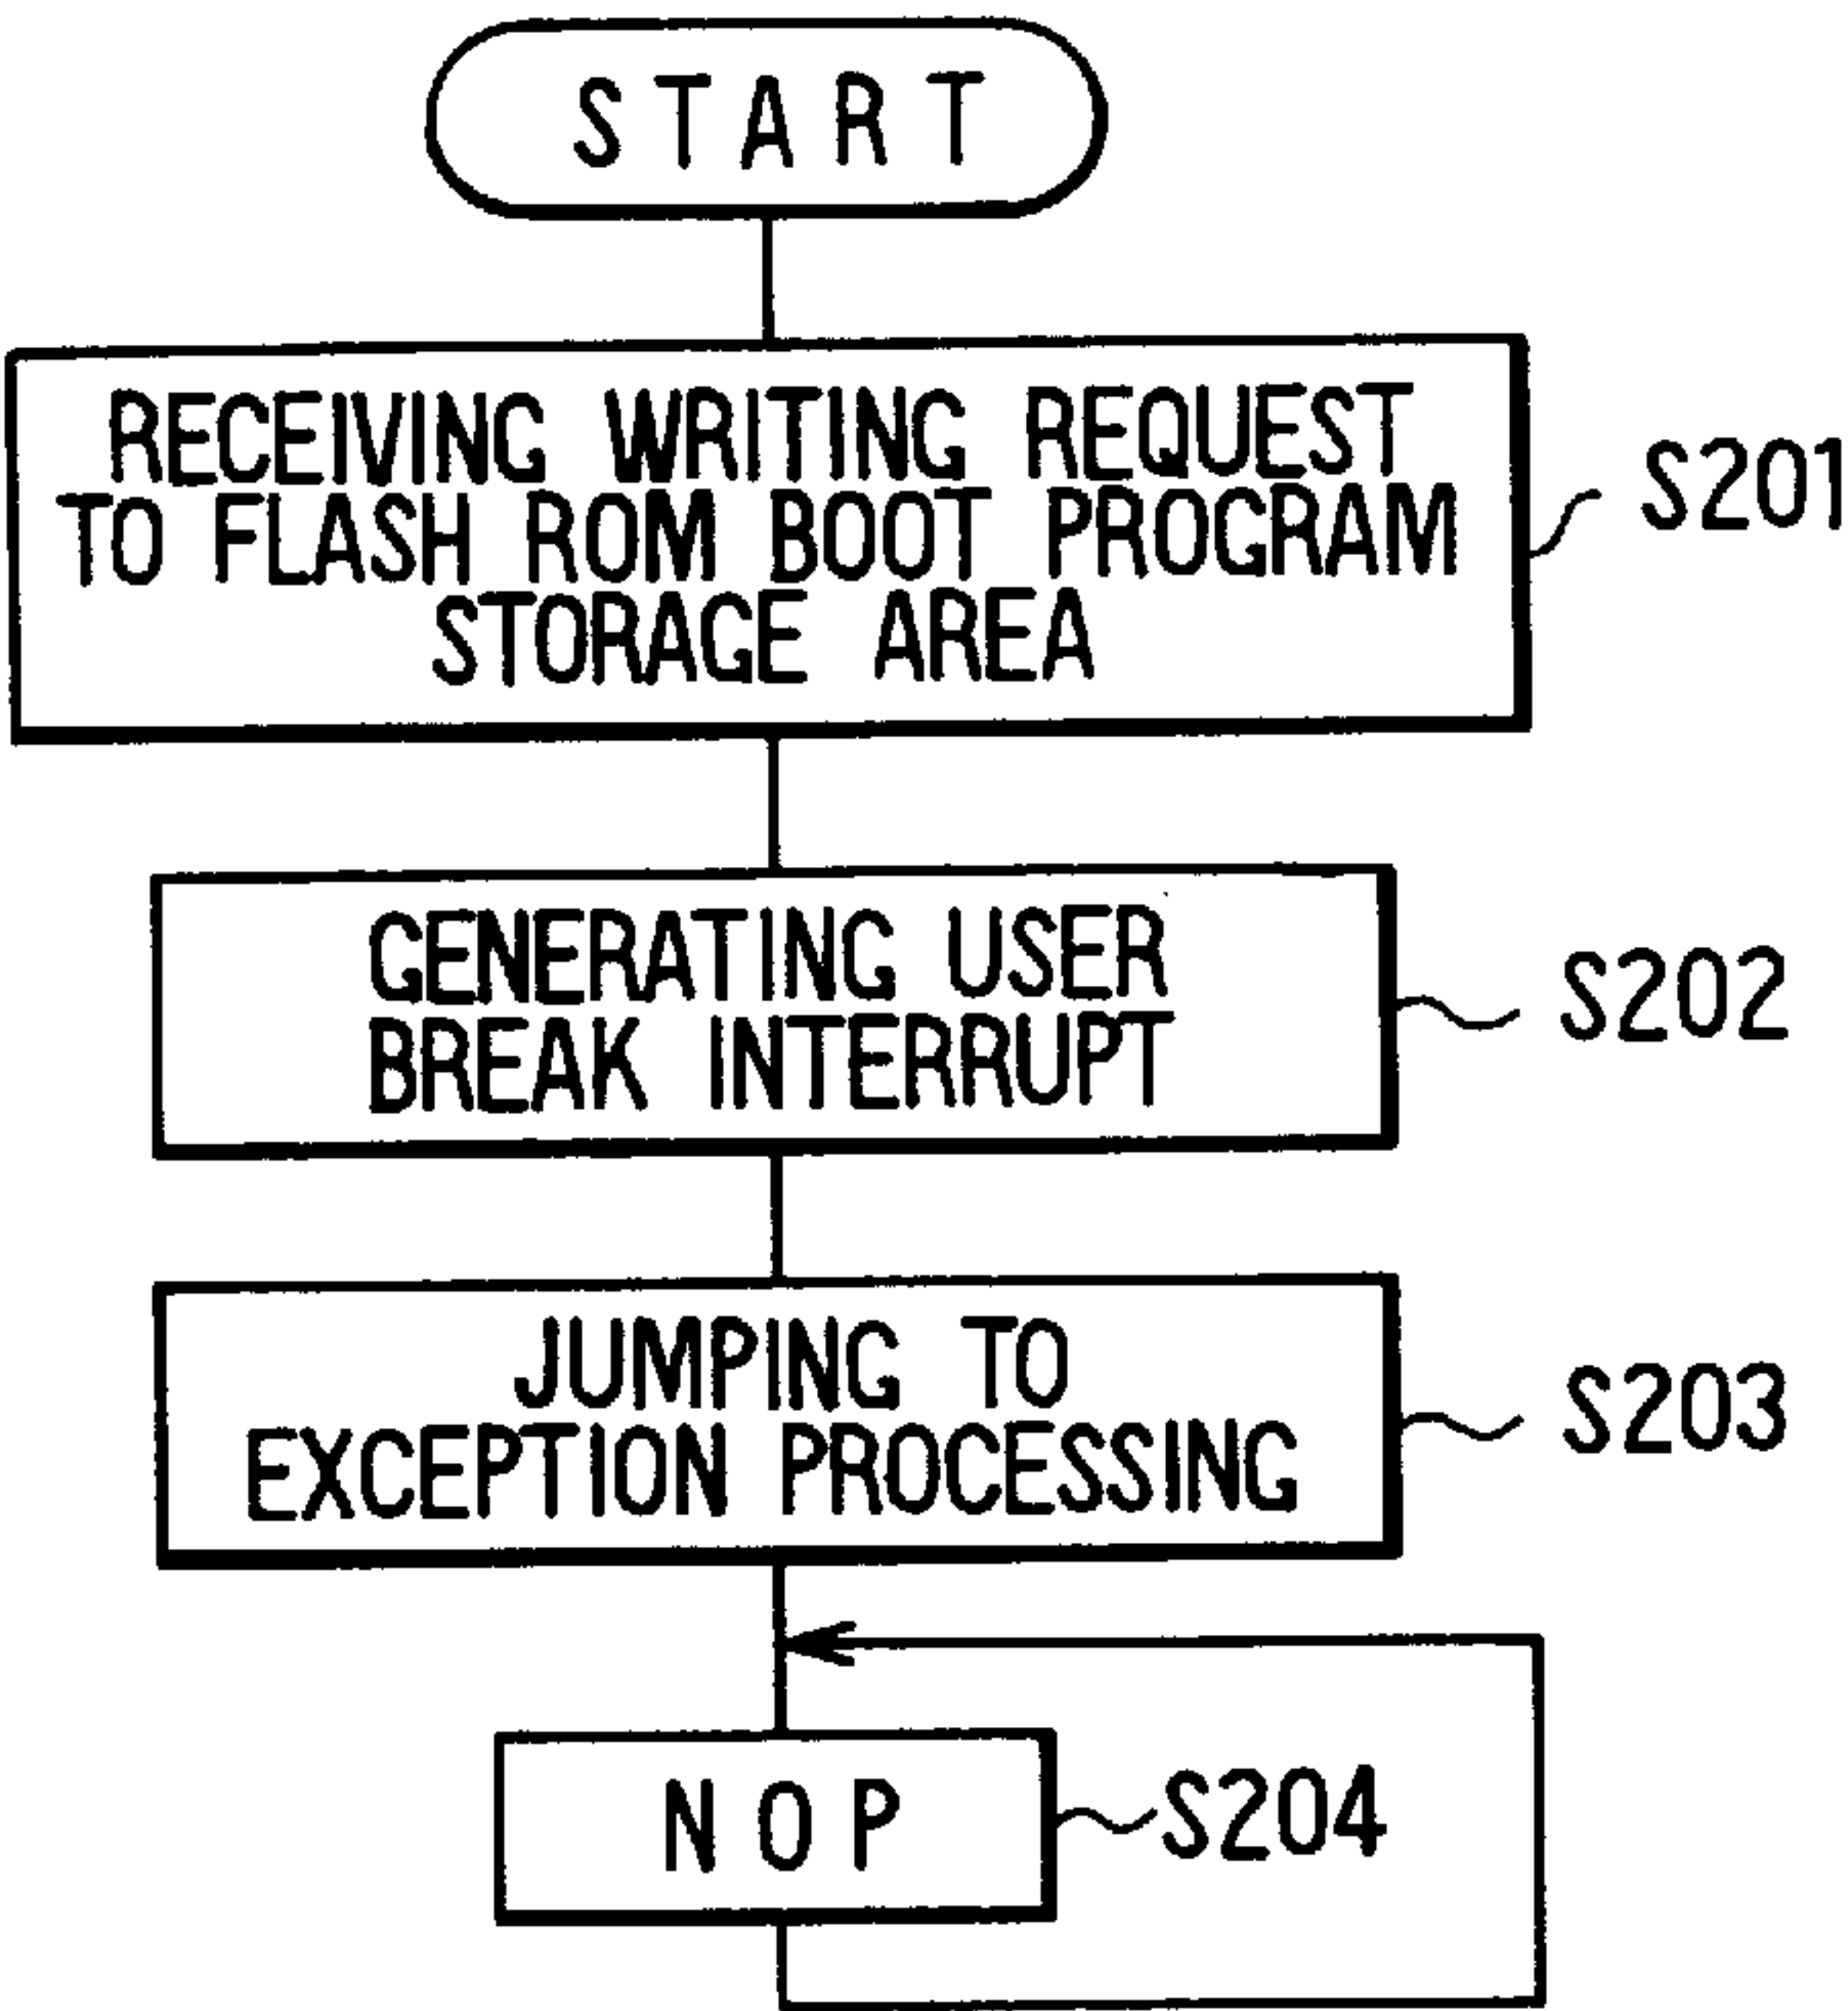 START
RECEIVING WRITING REQUEST
TO FLASH ROM BOOT PROGRAM
STORAGE AREA
S201
GENERATING USER
BREAK INTERRUPT
S202
JUMPING TO
EXCEPTION PROCESSING
S203
NOP
S204